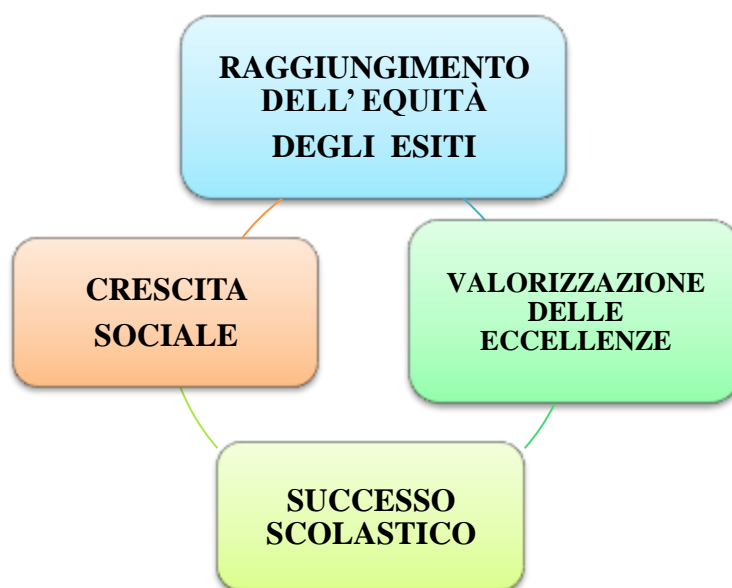 RAGGIUNGIMENTO
DELL' EQUITÀ
DEGLI ESITI
CRESCITA
SOCIALE
VALORIZZAZIONE
DELLE
ECCELLENZE
SUCCESSO
SCOLASTICO